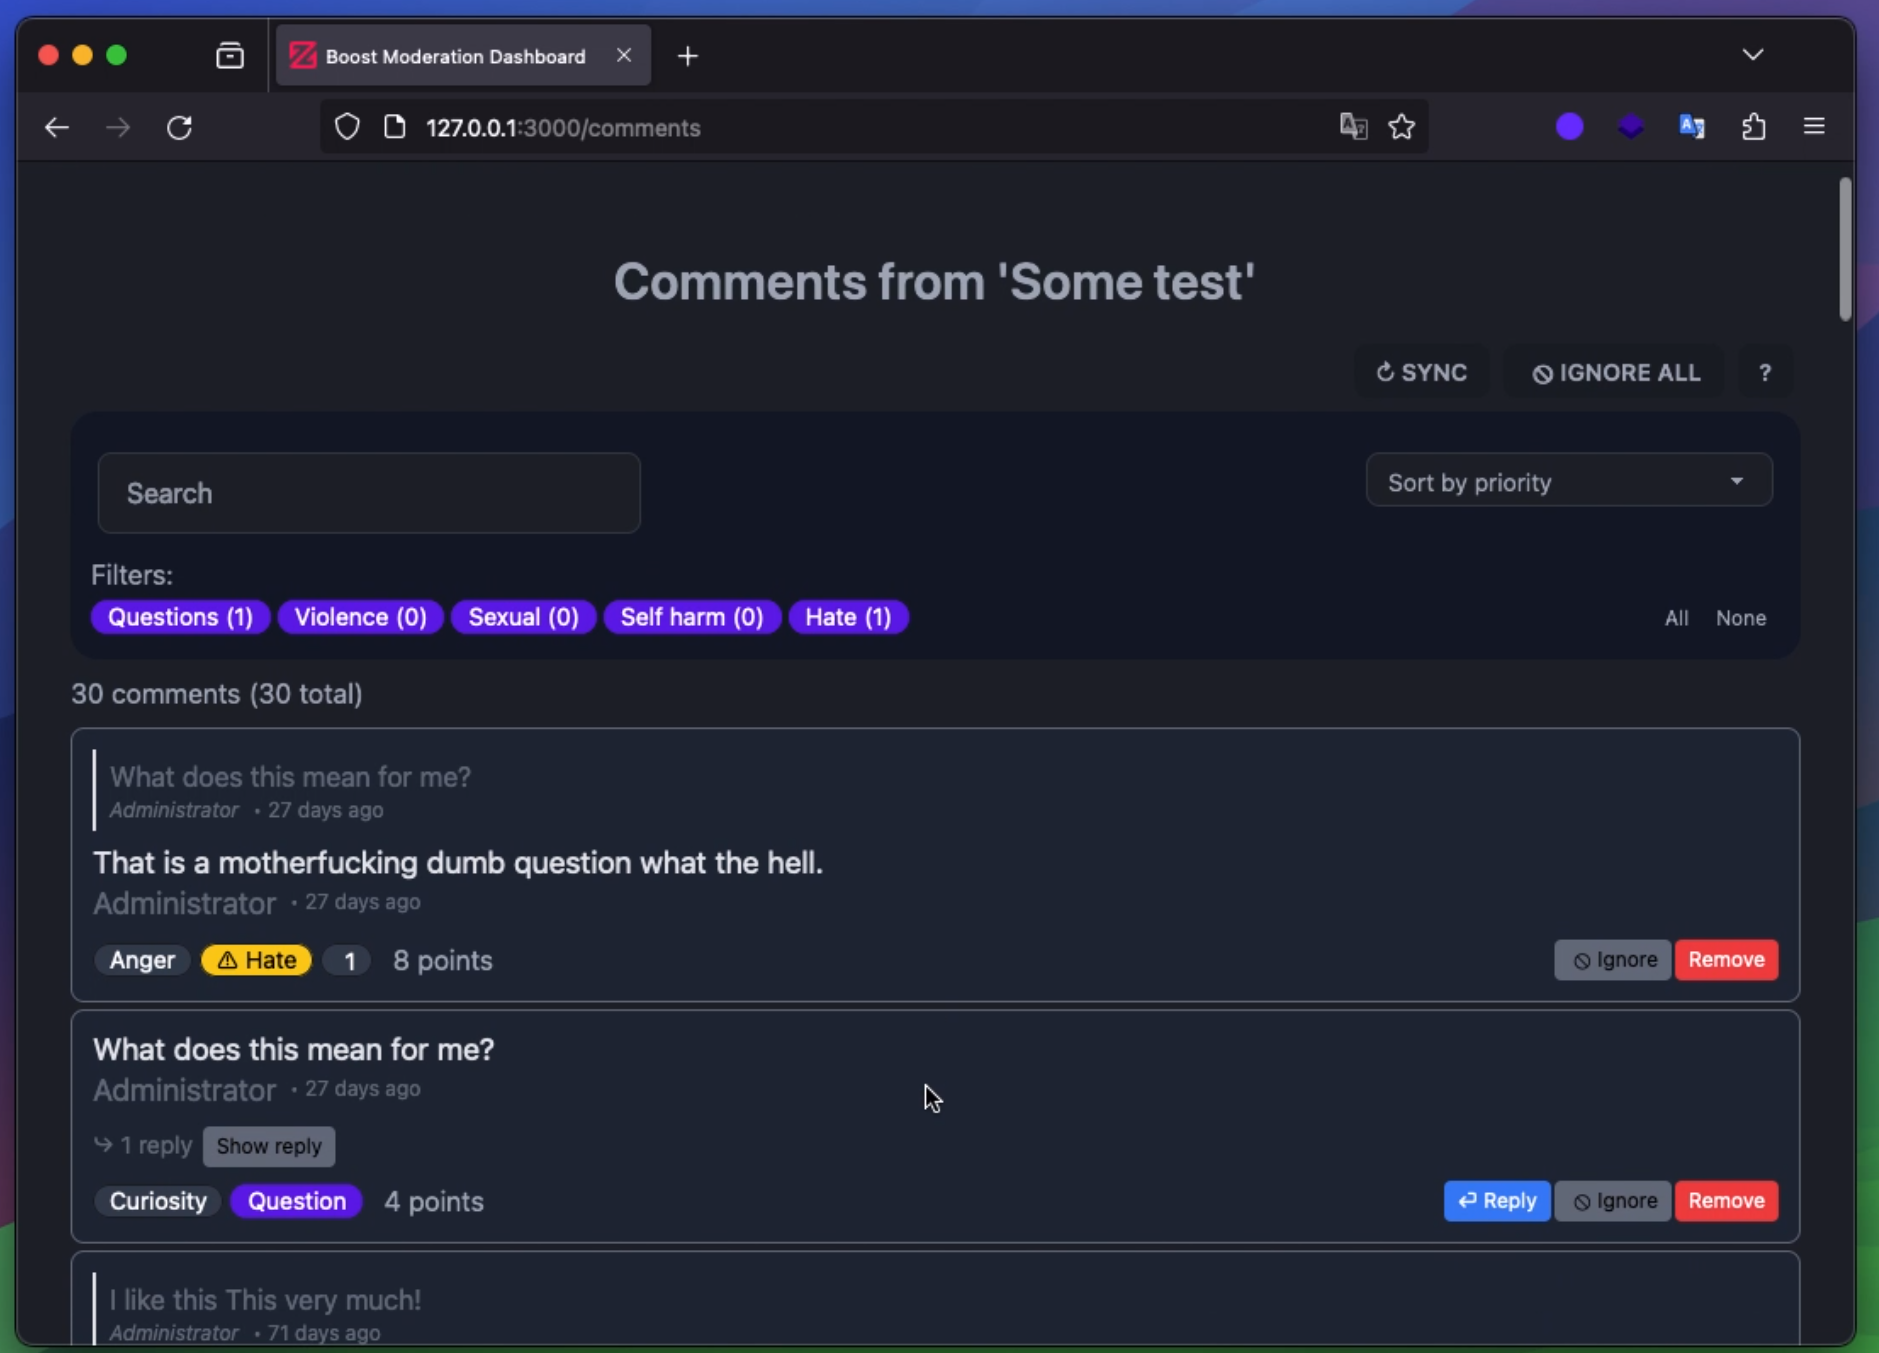 Boost Moderation Dashboard
127.0.0.1:3000/comments
Comments from 'Some test'
SYNC IGNORE ALL ?
Search
Sort by priority
Filters:
Questions (1) Violence (0) Sexual (0) Self harm (0) Hate (1)
All None
30 comments (30 total)
What does this mean for me?
Administrator • 27 days ago
That is a motherfucking dumb question what the hell.
Administrator • 27 days ago
Anger Hate 1 8 points
Ignore Remove
What does this mean for me?
Administrator • 27 days ago
1 reply Show reply
Curiosity Question 4 points
Reply Ignore Remove
I like this This very much!
Administrator • 71 days ago